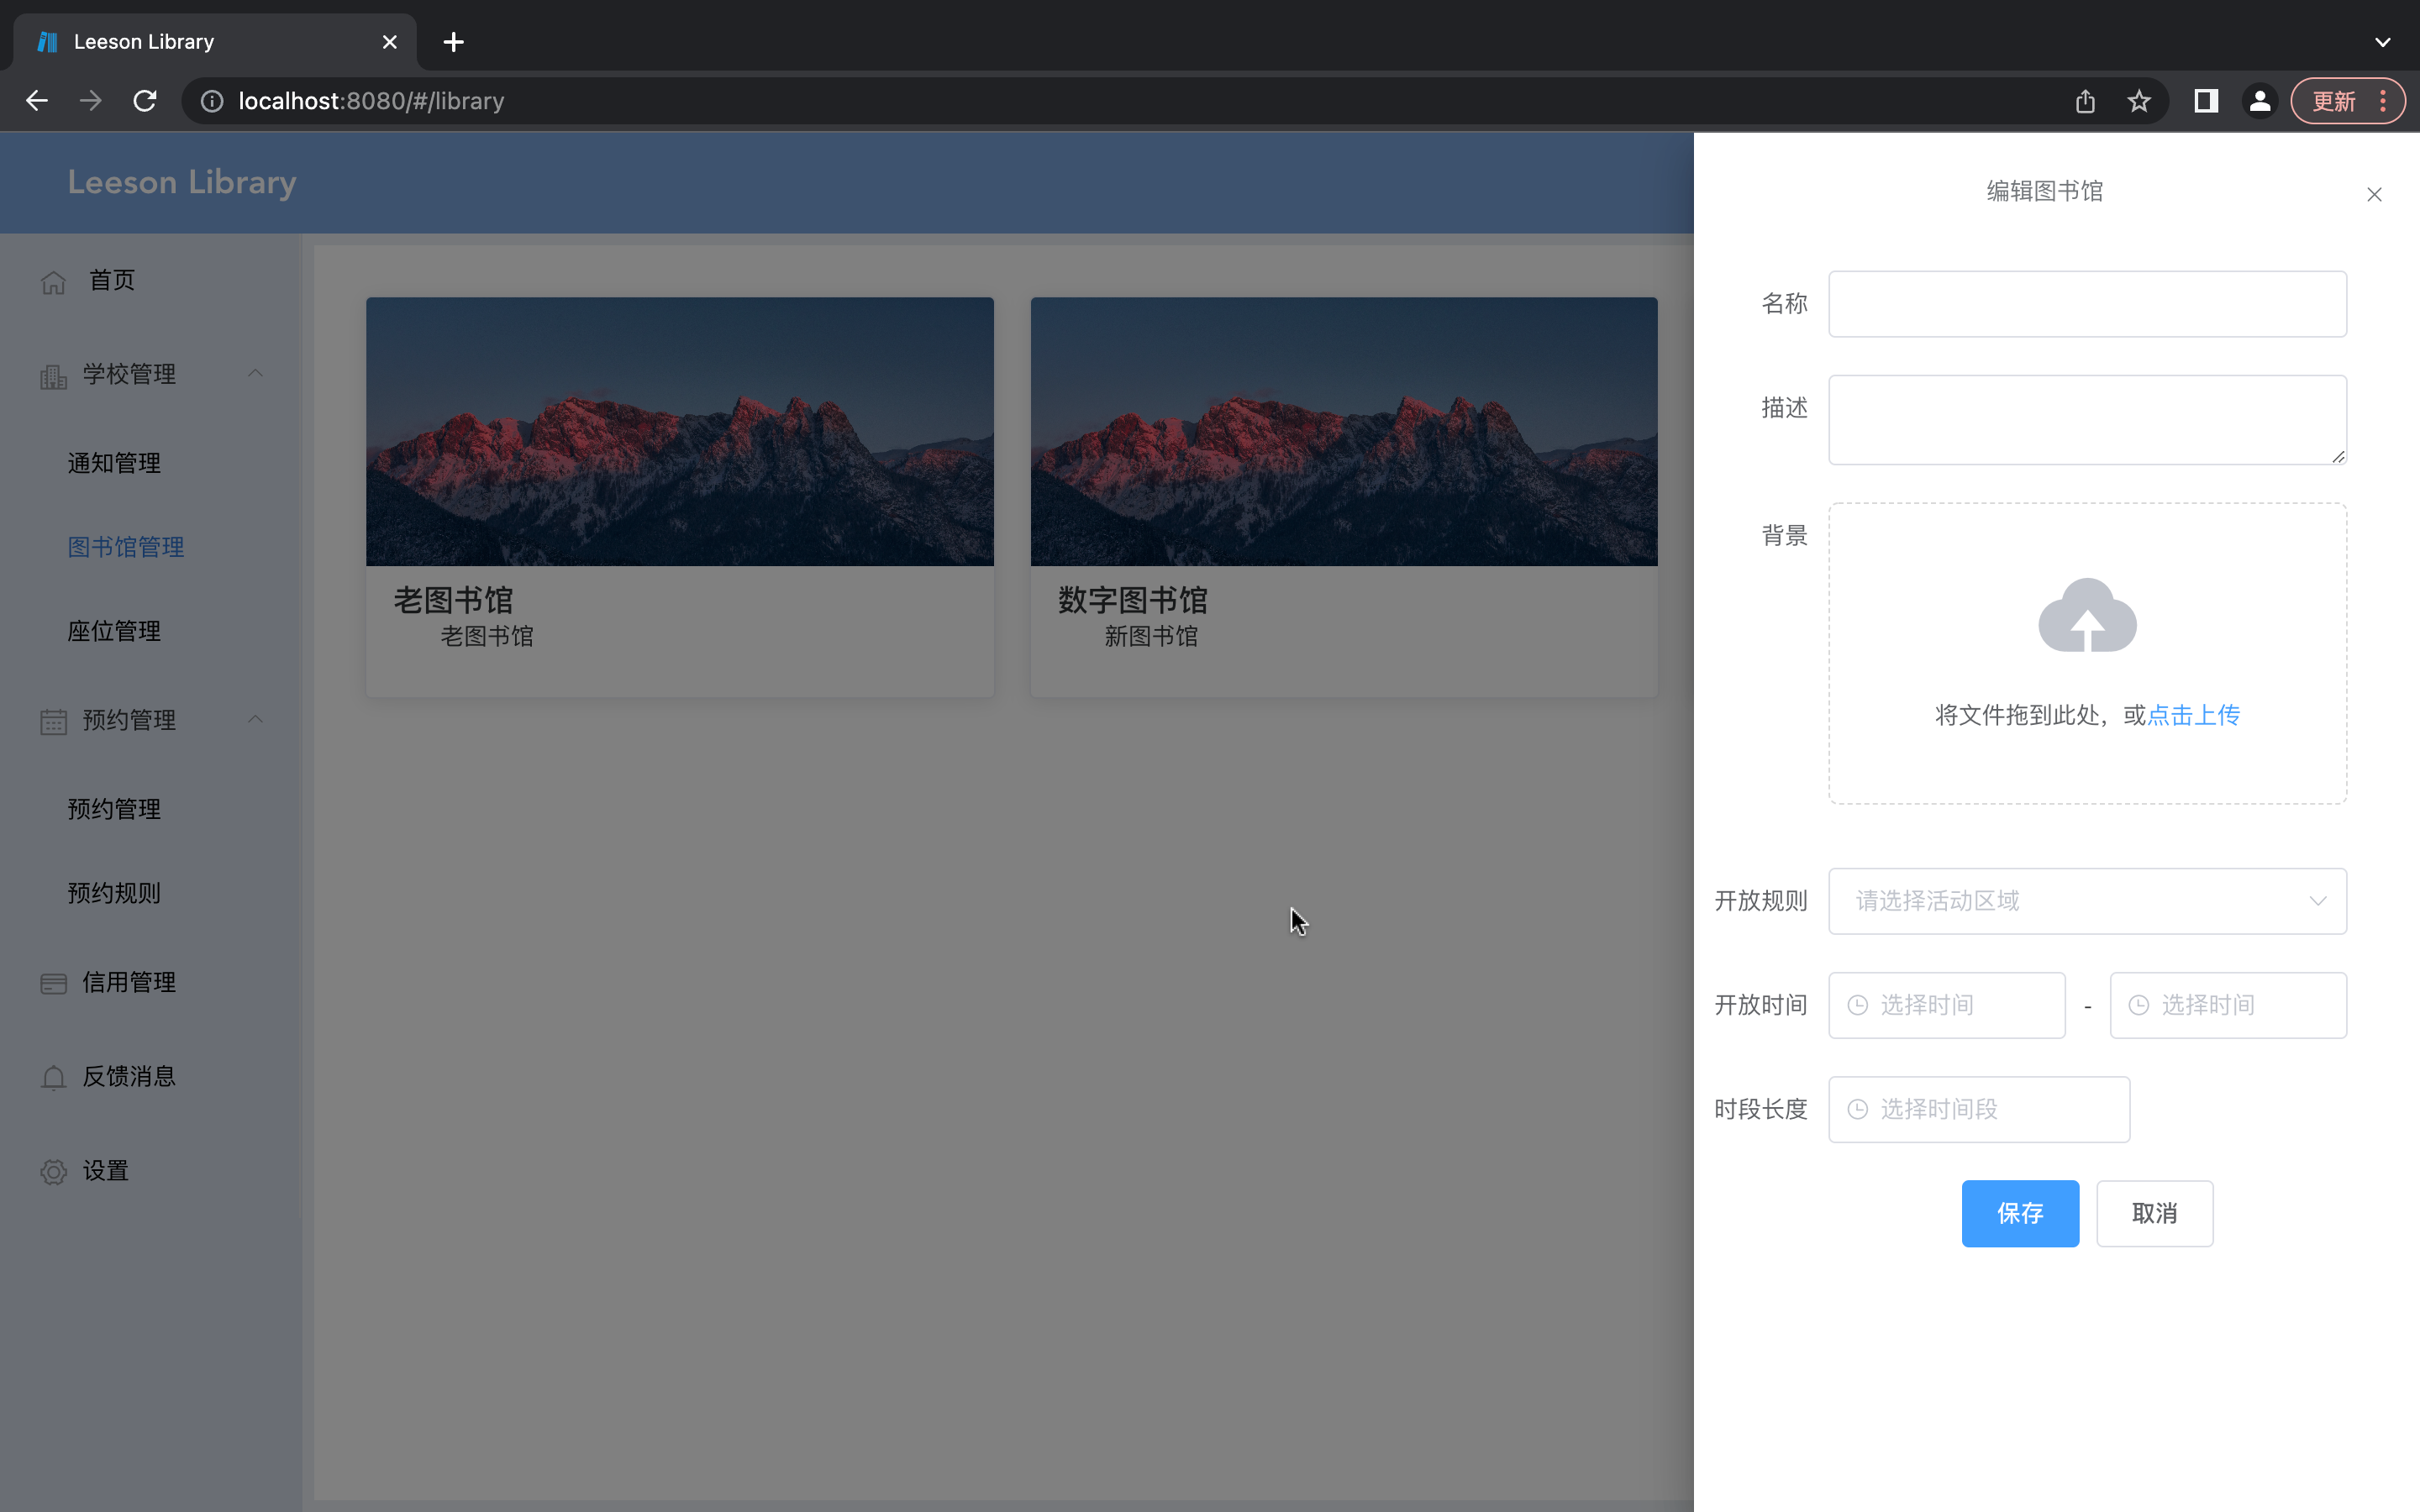 Leeson Library
localhost:8080/#/library
更新
Leeson Library
首页
学校管理
通知管理
图书馆管理
座位管理
预约管理
预约管理
预约规则
信用管理
反馈消息
设置
老图书馆
老图书馆
数字图书馆
新图书馆
编辑图书馆
名称
描述
背景
将文件拖到此处，或点击上传
开放规则 请选择活动区域
开放时间 选择时间 - 选择时间
时段长度 选择时间段
保存 取消